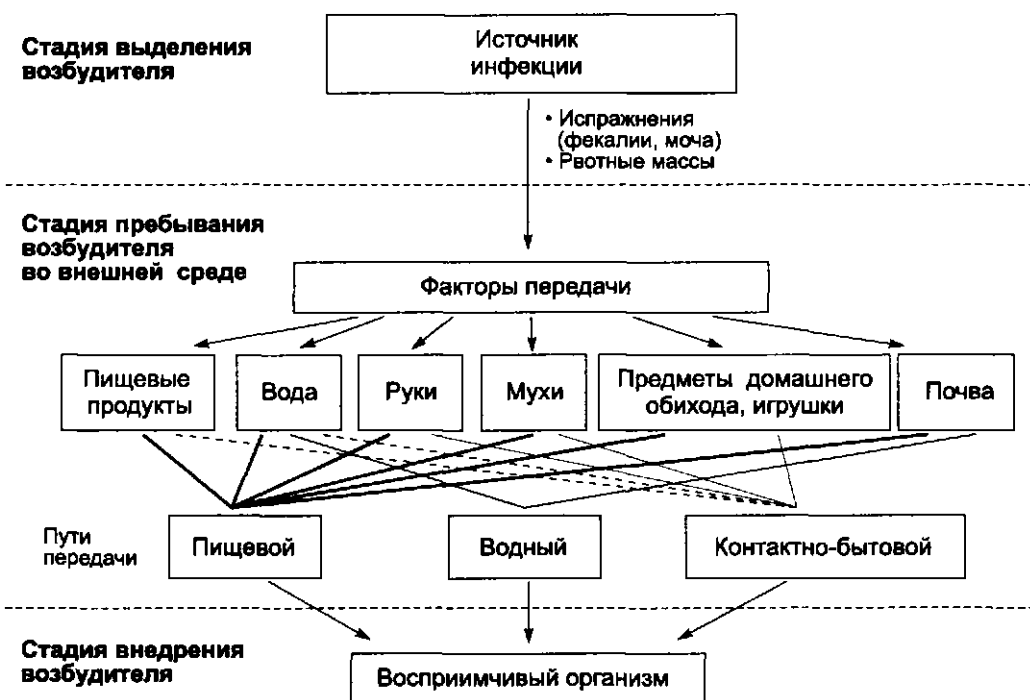 Стадия выделения
возбудителя
Источник
инфекции
• Испражнения
(фекалии, моча)
• Рвотные массы
Стадия пребывания
возбудителя
во внешней среде
Факторы передачи
Пищевые
продукты
Вода
Руки
Мухи
Предметы домашнего
обихода, игрушки
Почва
Пути
передачи
Пищевой
Водный
Контактно-бытовой
Стадия внедрения
возбудителя
Восприимчивый организм